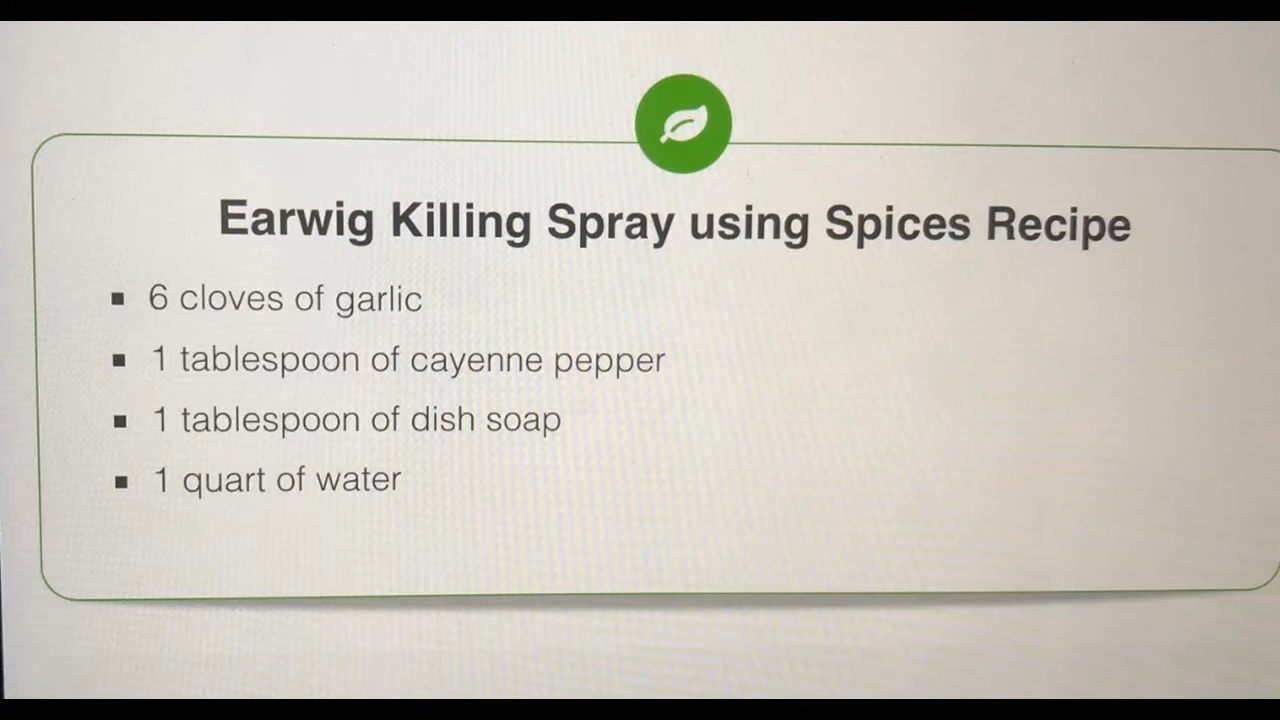 Earwig Killing Spray using Spices Recipe
▪ 6 cloves of garlic
▪ 1 tablespoon of cayenne pepper
▪ 1 tablespoon of dish soap
▪ 1 quart of water